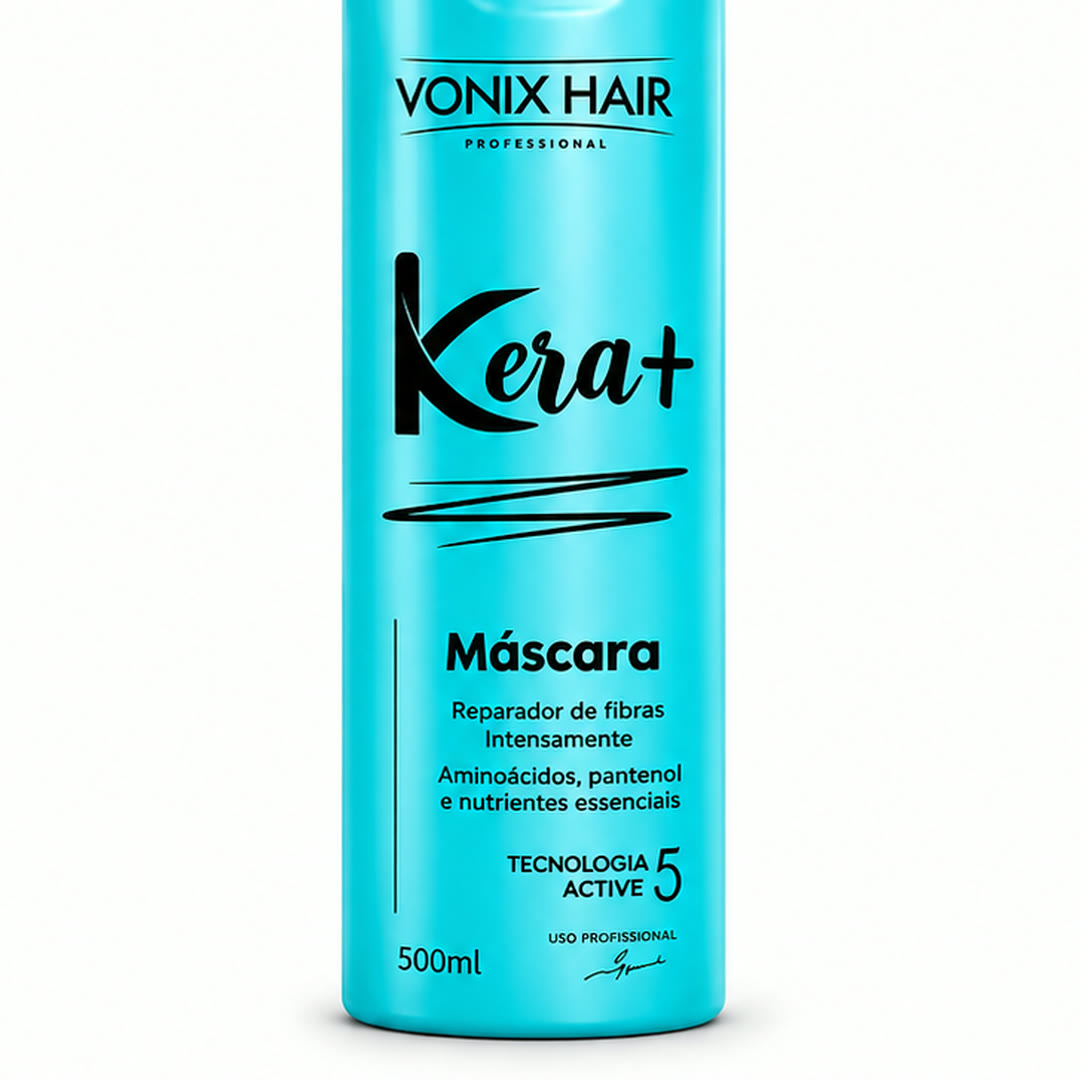 VONIX HAIR
PROFESSIONAL
Kera+
Máscara
Reparador de fibras
Intensamente
Aminoácidos, pantenol
e nutrientes essenciais
TECNOLOGIA
ACTIVE 5
USO PROFISSIONAL
500ml